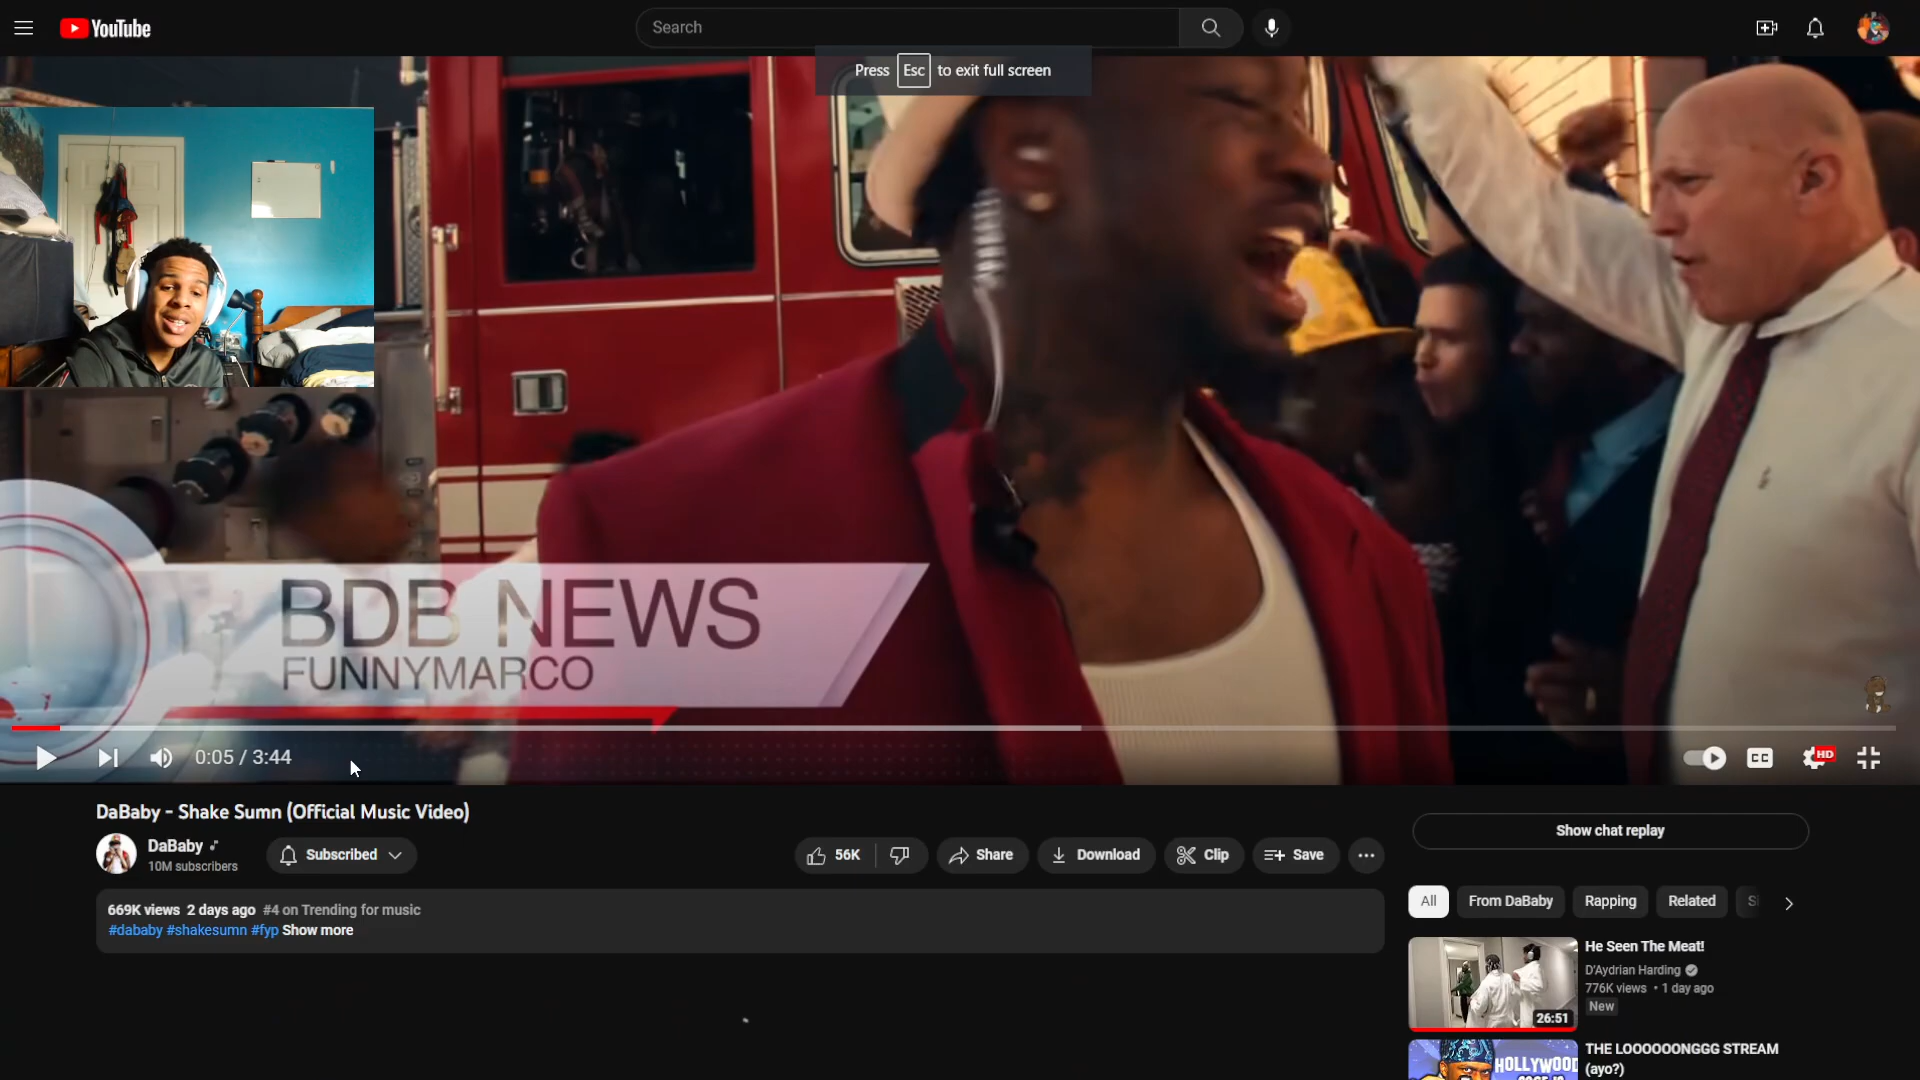 YouTube
Search
Press Esc to exit full screen
BDB NEWS
FUNNYMARCO
0:05 / 3:44
CC
HD
DaBaby - Shake Sumn (Official Music Video)
DaBaby
10M subscribers
Subscribed
56K
Share
Download
Clip
Save
Show chat replay
669K views 2 days ago #4 on Trending for music
#dababy #shakesumn #fyp Show more
All
From DaBaby
Rapping
Related
He Seen The Meat!
D'Aydrian Harding
776K views • 1 day ago
New
26:51
THE LOOOOOONGGG STREAM
(ayo?)
HOLLYWOOD